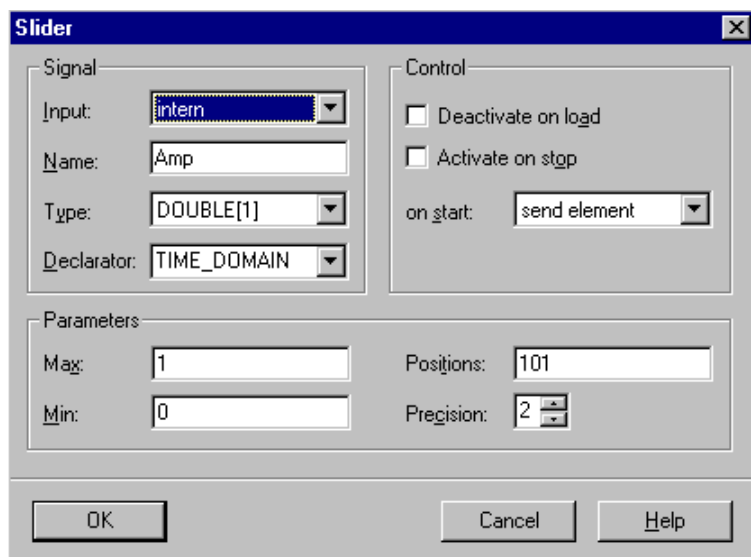 Slider
Signal
Input: intern
Name: Amp
Type: DOUBLE[1]
Declarator: TIME_DOMAIN
Control
Deactivate on load
Activate on stop
on start: send element
Parameters
Max: 1
Positions: 101
Min: 0
Precision: 2
OK
Cancel
Help